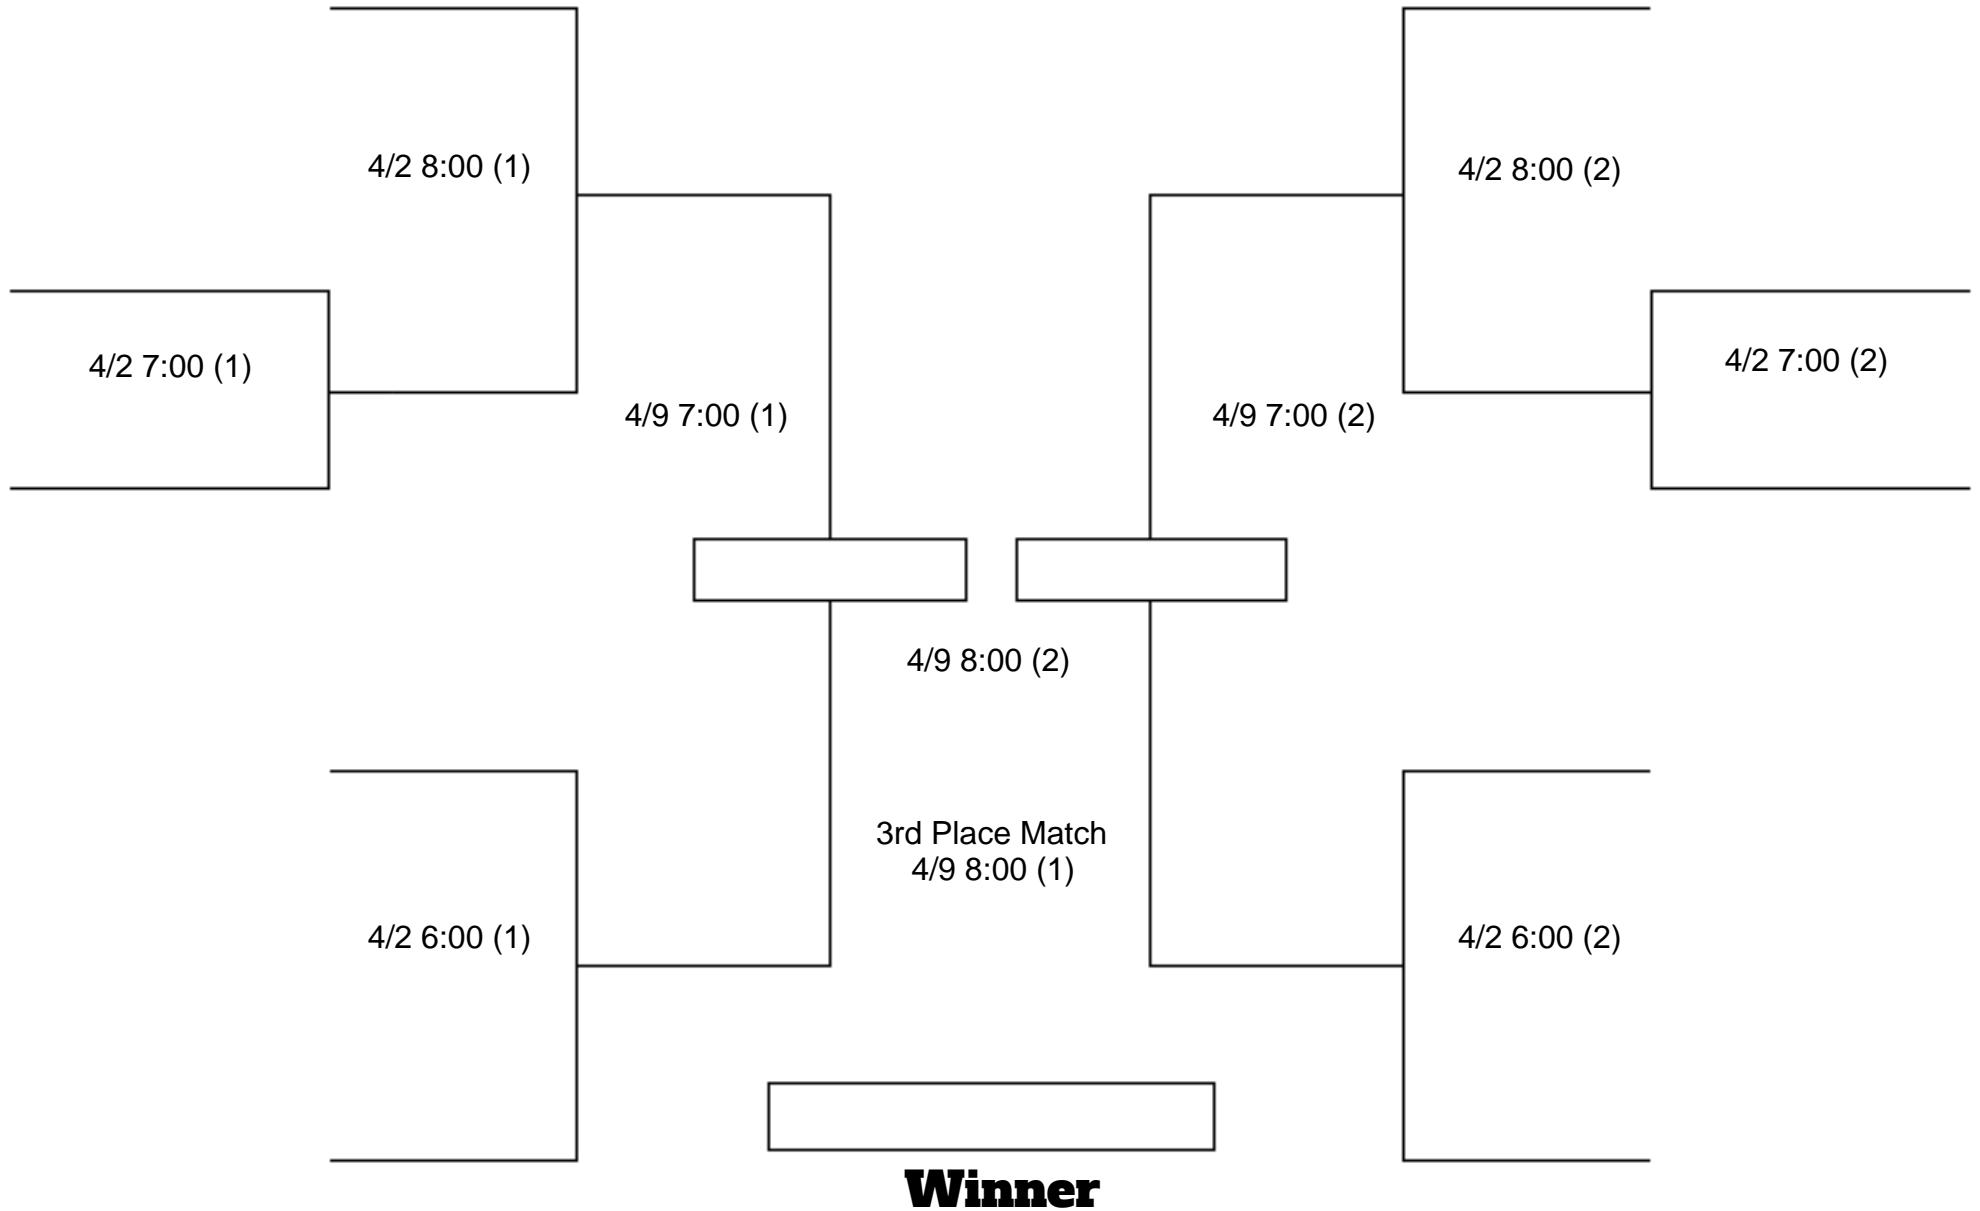 4/2 8:00 (1)
4/2 8:00 (2)
4/2 7:00 (1)
4/2 7:00 (2)
4/9 7:00 (1)
4/9 7:00 (2)
4/9 8:00 (2)
3rd Place Match
4/9 8:00 (1)
4/2 6:00 (1)
4/2 6:00 (2)
Winner